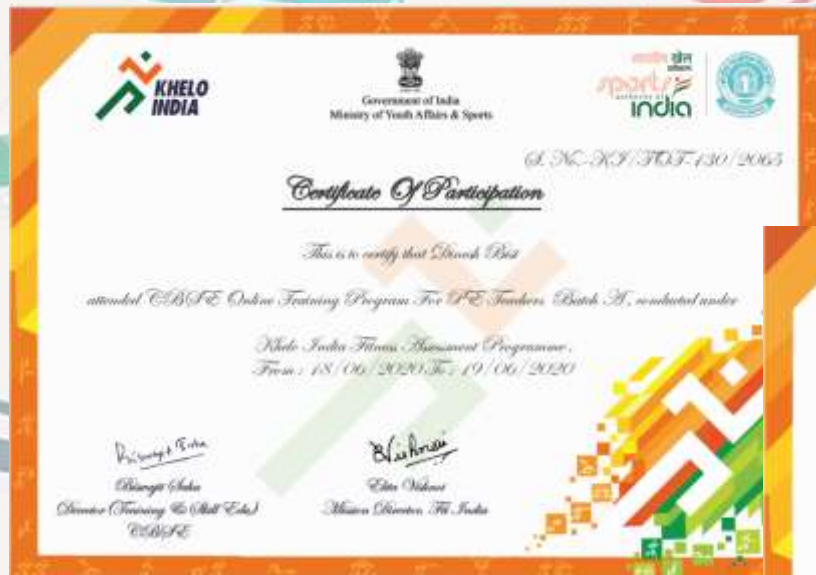 KHELO
INDIA
Government of India
Ministry of Youth Affairs & Sports
भारतीय खेल
sports
india
S. No.-KI/TOT-130/2065
Certificate Of Participation
This is to certify that Dinesh Bist
attended CBSE Online Training Program For PE Teachers Batch A, conducted under
Khelo India Fitness Assessment Programme.
From : 18/06/2020 To : 19/06/2020
Biswajit Saha
Director (Training & Skill Edu)
CBSE
Elita Vishnoi
Mission Director, Fit India